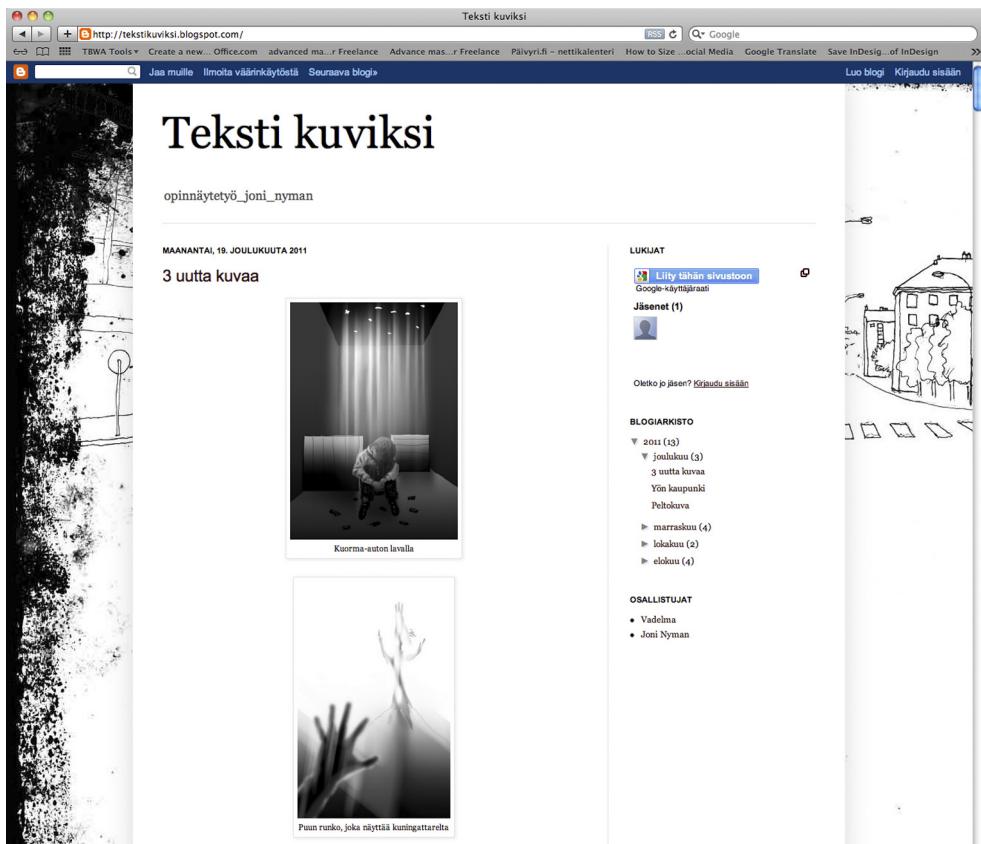 Teksti kuviksi
http://tekstikuviksi.blogspot.com/
RSS
Google
TBWA Tools
Create a new... Office.com
advanced ma...r Freelance
Advance mas...r Freelance
Päivyri.fi – nettikalenteri
How to Size ...ocial Media
Google Translate
Save InDesig...of InDesign
Jaa muille
Ilmoita väärinkäytöstä
Seuraava blogi»
Luo blogi
Kirjaudu sisään
Teksti kuviksi
opinnäytetyö_joni_nyman
MAANANTAI, 19. JOULUKUUTA 2011
3 uutta kuvaa
Kuorma-auton lavalla
Puun runko, joka näyttää kuningattarelta
LUKIJAT
Liity tähän sivustoon
Google-käyttäjäraati
Jäsenet (1)
Oletko jo jäsen? Kirjaudu sisään
BLOGIARKISTO
▼ 2011 (13)
▼ joulukuu (3)
3 uutta kuvaa
Yön kaupunki
Peltokuva
► marraskuu (4)
► lokakuu (2)
► elokuu (4)
OSALLISTUJAT
• Vadelma
• Joni Nyman